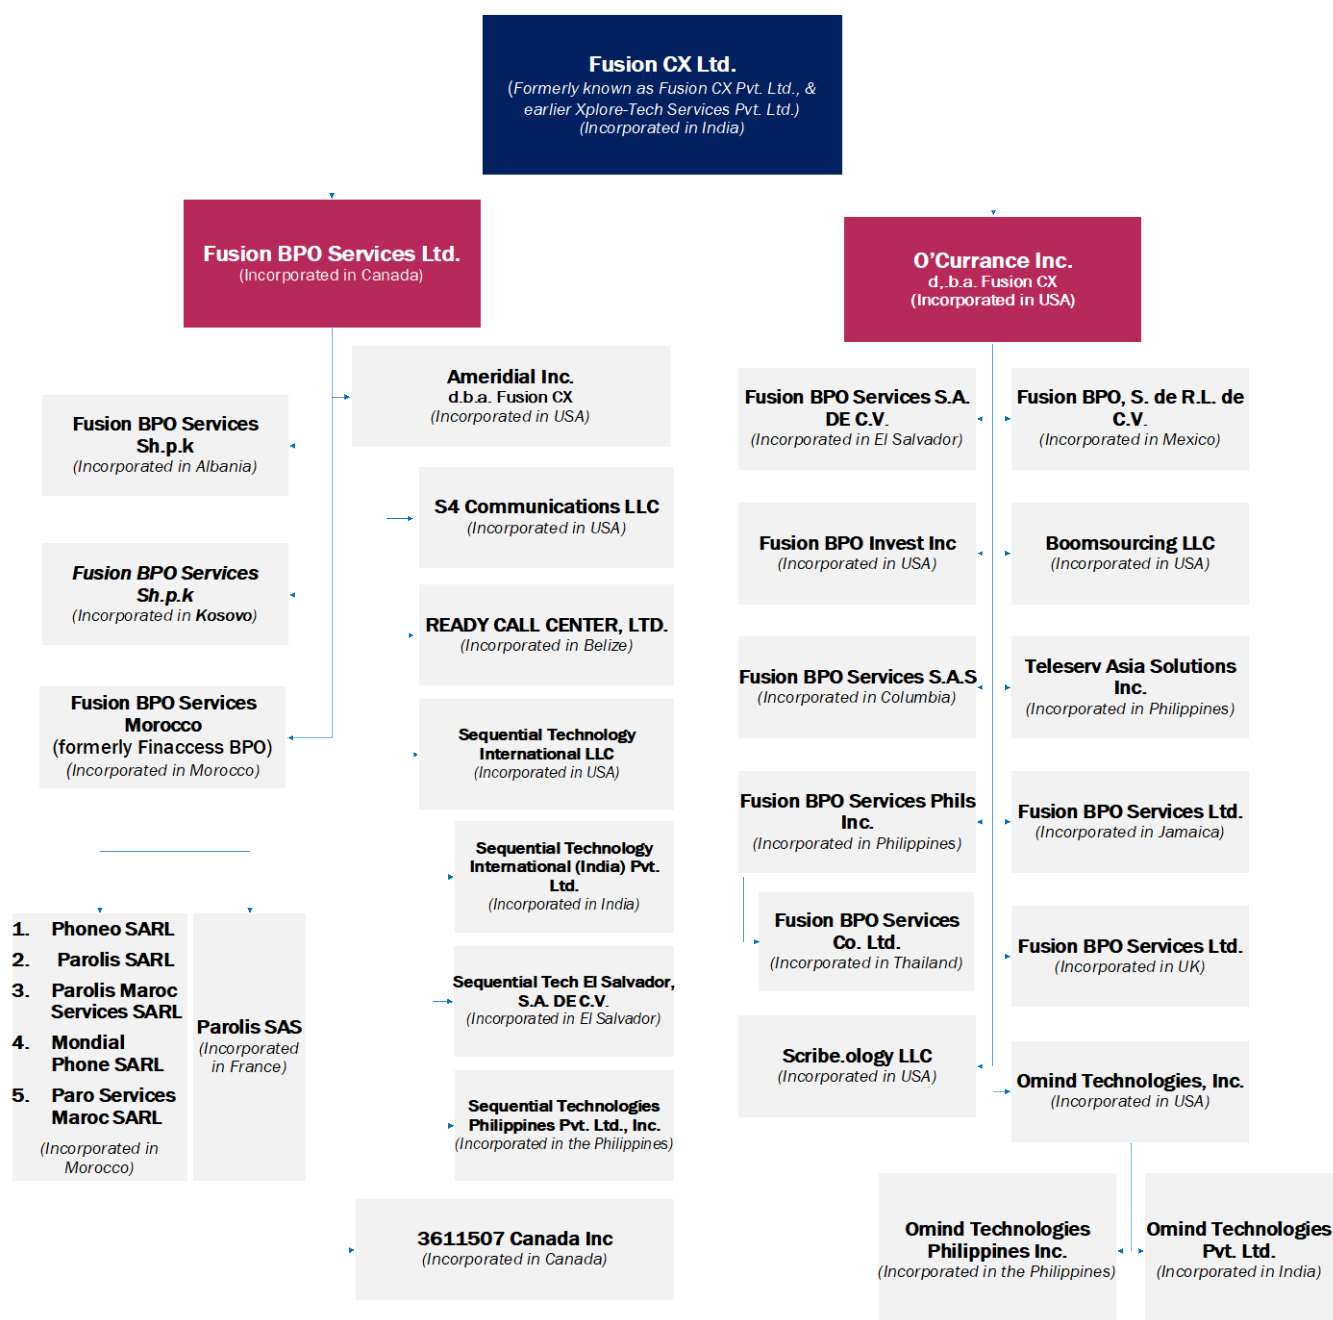 Fusion CX Ltd.
(Formerly known as Fusion CX Pvt. Ltd., &
earlier Xplore-Tech Services Pvt. Ltd.)
(Incorporated in India)
Fusion BPO Services Ltd.
(Incorporated in Canada)
O'Currance Inc.
d,.b.a. Fusion CX
(Incorporated in USA)
Ameridial Inc.
d.b.a. Fusion CX
(Incorporated in USA)
Fusion BPO Services
Sh.p.k
(Incorporated in Albania)
S4 Communications LLC
(Incorporated in USA)
Fusion BPO Services
Sh.p.k
(Incorporated in Kosovo)
READY CALL CENTER, LTD.
(Incorporated in Belize)
Fusion BPO Services
Morocco
(formerly Finaccess BPO)
(Incorporated in Morocco)
Sequential Technology
International LLC
(Incorporated in USA)
Sequential Technology
International (India) Pvt.
Ltd.
(Incorporated in India)
Sequential Tech El Salvador,
S.A. DE C.V.
(Incorporated in El Salvador)
Sequential Technologies
Philippines Pvt. Ltd., Inc.
(Incorporated in the Philippines)
1. Phoneo SARL
2. Parolis SARL
3. Parolis Maroc
Services SARL
4. Mondial
Phone SARL
5. Paro Services
Maroc SARL
(Incorporated in
Morocco)
Parolis SAS
(Incorporated
in France)
3611507 Canada Inc
(Incorporated in Canada)
Fusion BPO Services S.A.
DE C.V.
(Incorporated in El Salvador)
Fusion BPO, S. de R.L. de
C.V.
(Incorporated in Mexico)
Fusion BPO Invest Inc
(Incorporated in USA)
Boomsourcing LLC
(Incorporated in USA)
Fusion BPO Services S.A.S
(Incorporated in Columbia)
Teleserv Asia Solutions
Inc.
(Incorporated in Philippines)
Fusion BPO Services Phils
Inc.
(Incorporated in Philippines)
Fusion BPO Services Ltd.
(Incorporated in Jamaica)
Fusion BPO Services
Co. Ltd.
(Incorporated in Thailand)
Fusion BPO Services Ltd.
(Incorporated in UK)
Scribe.ology LLC
(Incorporated in USA)
Omind Technologies, Inc.
(Incorporated in USA)
Omind Technologies
Philippines Inc.
(Incorporated in the Philippines)
Omind Technologies
Pvt. Ltd.
(Incorporated in India)